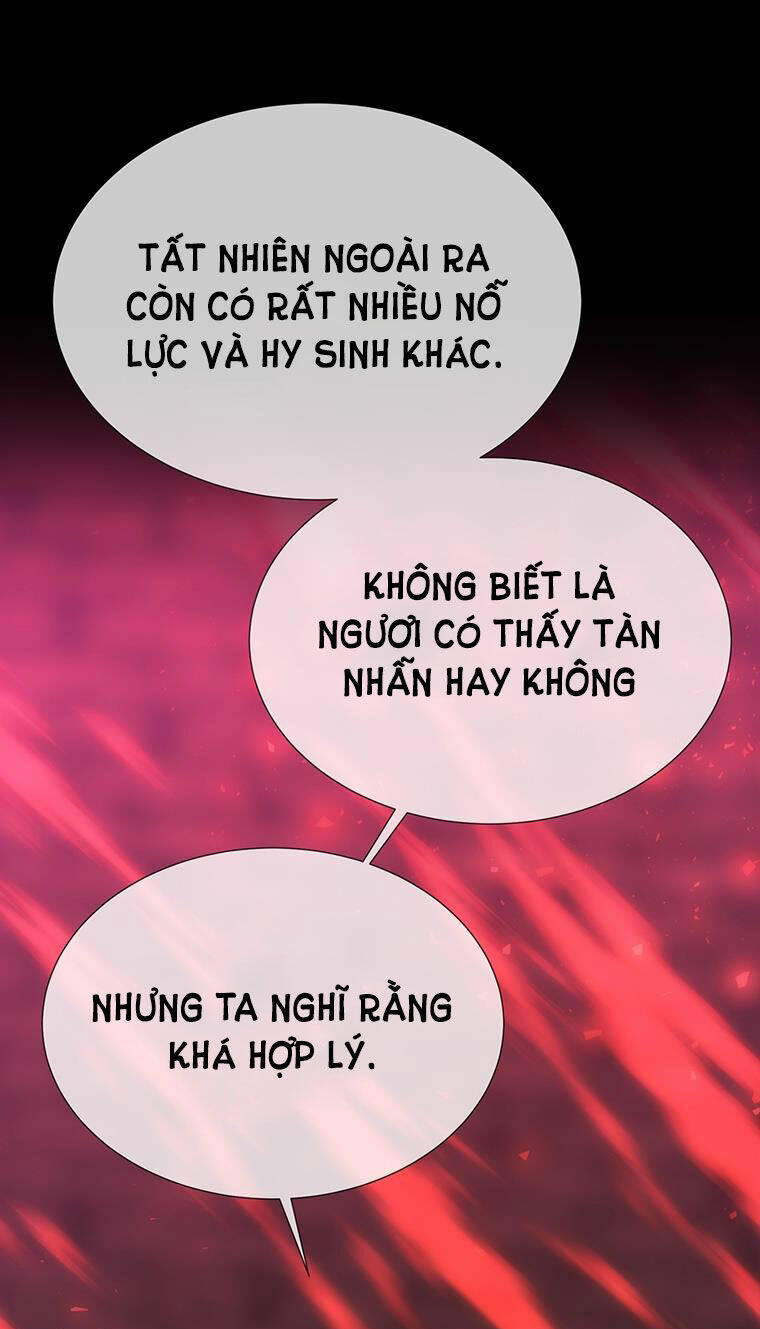 TẤT NHIÊN NGOÀI RA
CÒN CÓ RẤT NHIỀU NỖ
LỰC VÀ HY SINH KHÁC.
KHÔNG BIẾT LÀ
NGƯƠI CÓ THẤY TÀN
NHẪN HAY KHÔNG
NHƯNG TA NGHĨ RẰNG
KHÁ HỢP LÝ.